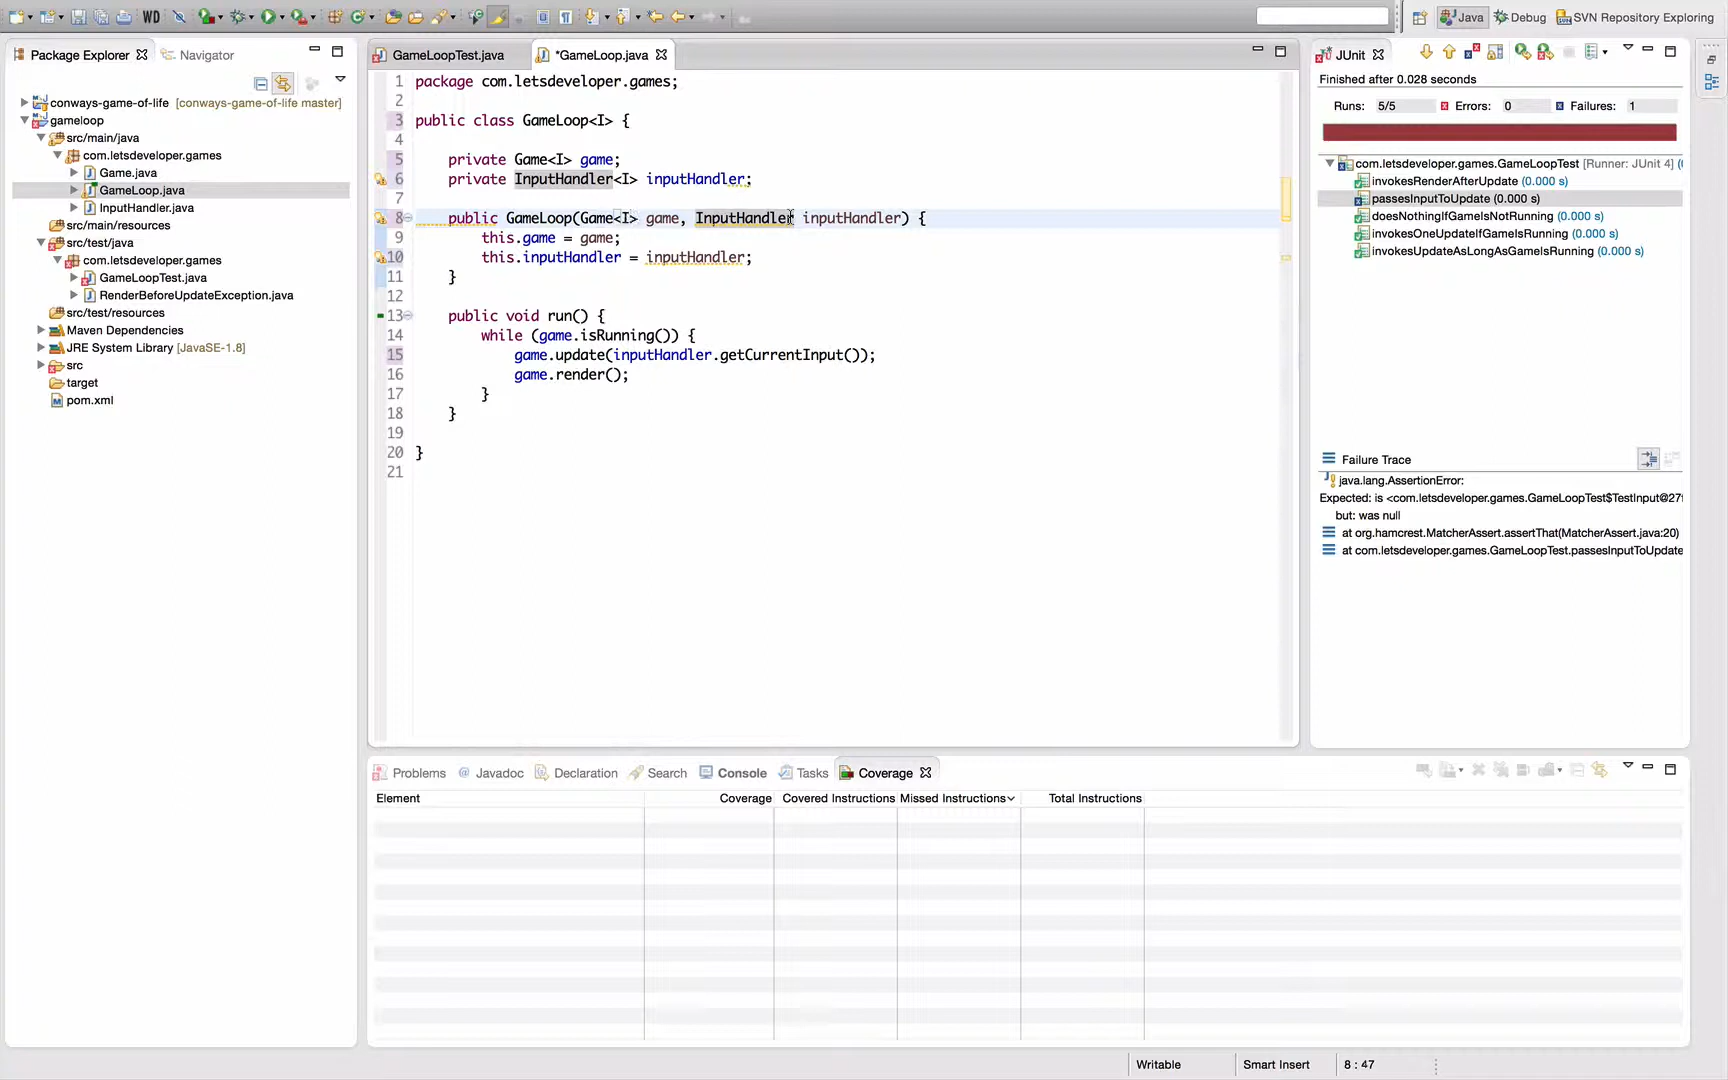 WD
Java
Debug
SVN Repository Exploring
Package Explorer
Navigator
conways-game-of-life [conways-game-of-life master]
gameloop
src/main/java
com.letsdeveloper.games
Game.java
GameLoop.java
InputHandler.java
src/main/resources
src/test/java
com.letsdeveloper.games
GameLoopTest.java
RenderBeforeUpdateException.java
src/test/resources
Maven Dependencies
JRE System Library [JavaSE-1.8]
src
target
pom.xml
GameLoopTest.java
*GameLoop.java
1 package com.letsdeveloper.games;
2
3 public class GameLoop<I> {
4
5 private Game<I> game;
6 private InputHandler<I> inputHandler;
7
8 public GameLoop(Game<I> game, InputHandler inputHandler) {
9 this.game = game;
10 this.inputHandler = inputHandler;
11 }
12
13 public void run() {
14 while (game.isRunning()) {
15 game.update(inputHandler.getCurrentInput());
16 game.render();
17 }
18 }
19
20 }
21
JUnit
Finished after 0.028 seconds
Runs: 5/5 Errors: 0 Failures: 1
com.letsdeveloper.games.GameLoopTest [Runner: JUnit 4] (
invokesRenderAfterUpdate (0.000 s)
passesInputToUpdate (0.000 s)
doesNothingIfGameIsNotRunning (0.000 s)
invokesOneUpdateIfGameIsRunning (0.000 s)
invokesUpdateAsLongAsGameIsRunning (0.000 s)
Failure Trace
java.lang.AssertionError:
Expected: is <com.letsdeveloper.games.GameLoopTest$TestInput@27
but: was null
at org.hamcrest.MatcherAssert.assertThat(MatcherAssert.java:20)
at com.letsdeveloper.games.GameLoopTest.passesInputToUpdate
Problems
Javadoc
Declaration
Search
Console
Tasks
Coverage
Element Coverage Covered Instructions Missed Instructions Total Instructions
Writable Smart Insert 8 : 47